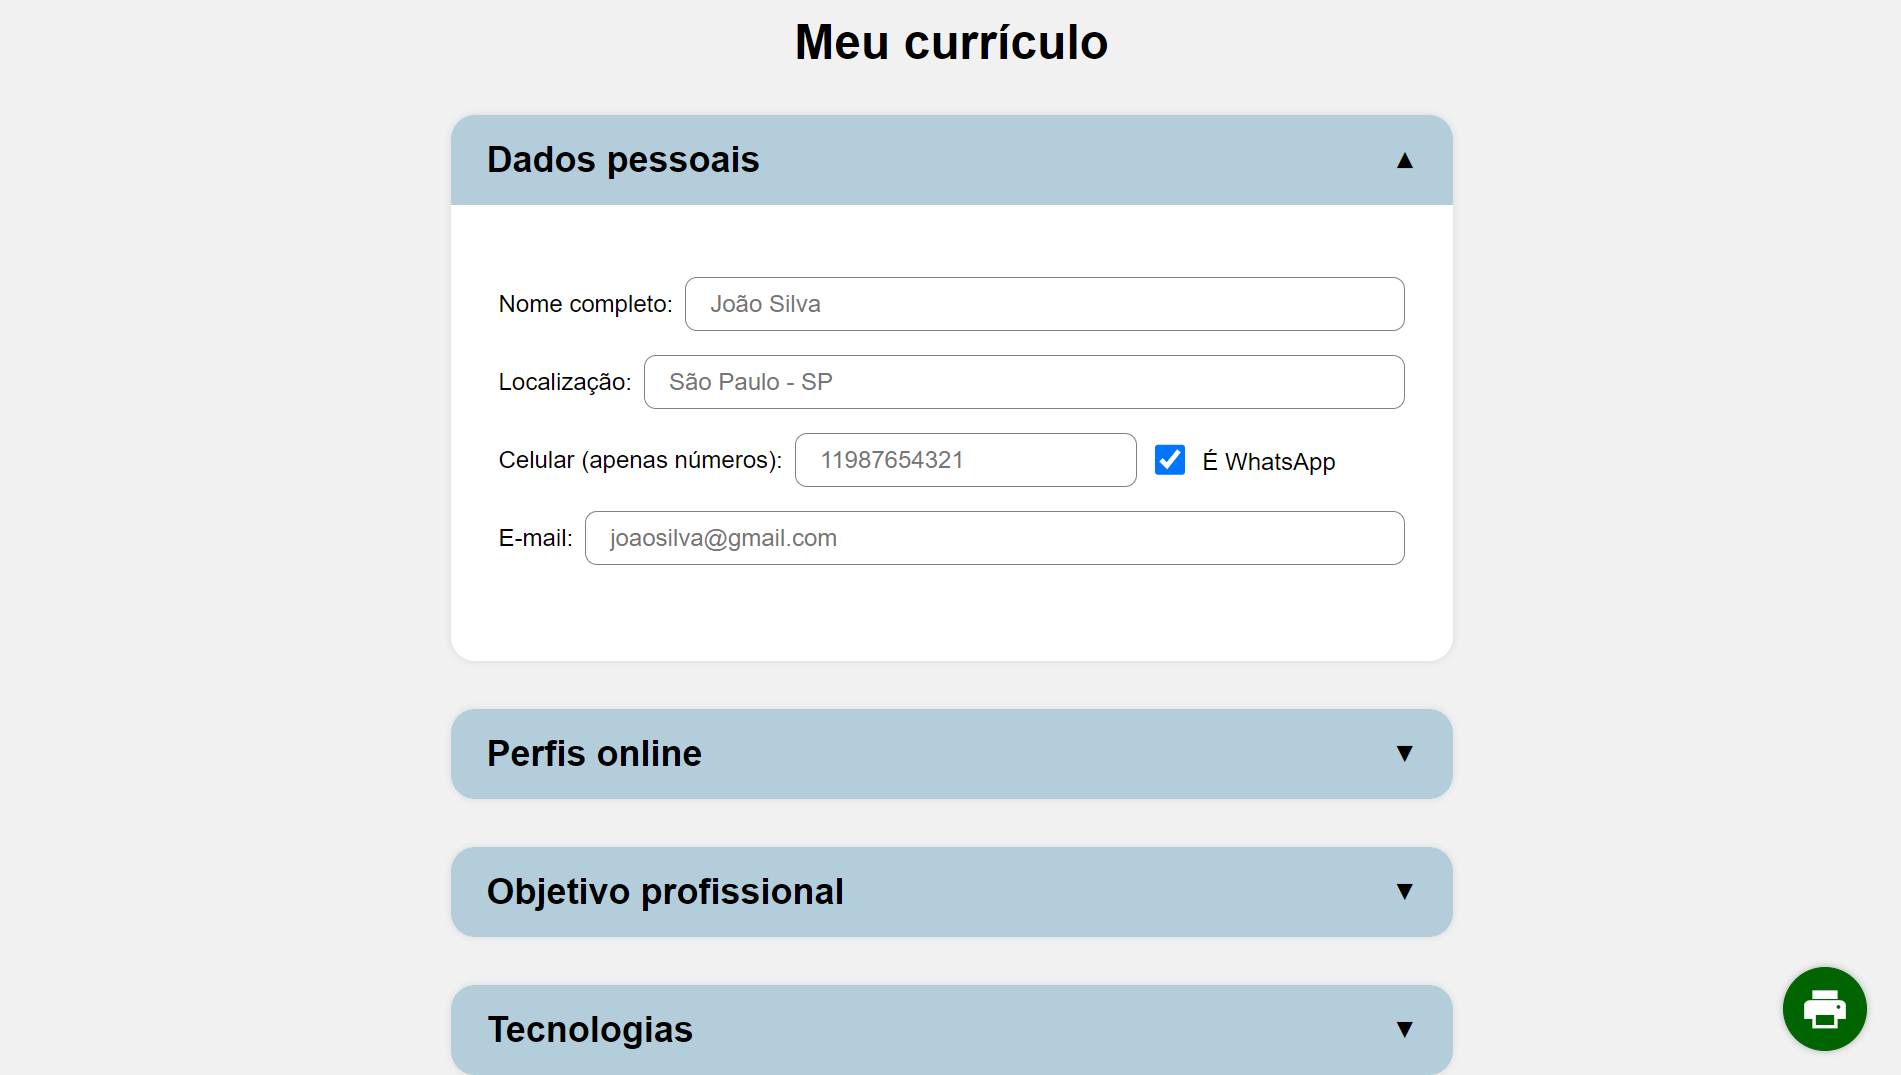 Meu currículo
Dados pessoais ▲
Nome completo: João Silva
Localização: São Paulo - SP
Celular (apenas números): 11987654321 É WhatsApp
E-mail: joaosilva@gmail.com
Perfis online ▼
Objetivo profissional ▼
Tecnologias ▼